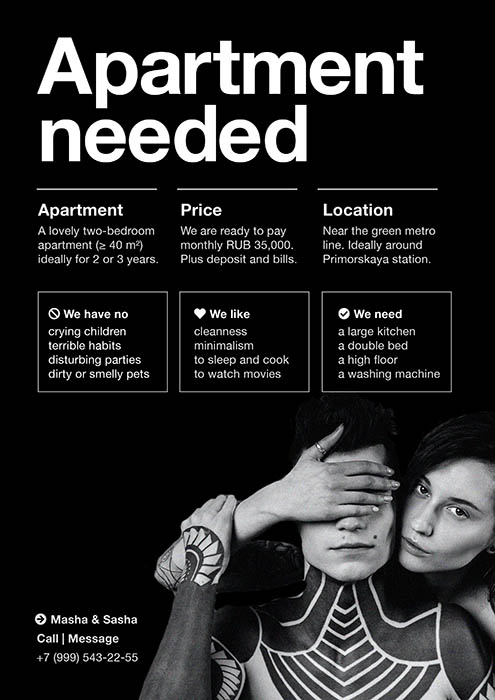 Apartment
needed
Apartment
A lovely two-bedroom
apartment (≥ 40 m²)
ideally for 2 or 3 years.
Price
We are ready to pay
monthly RUB 35,000.
Plus deposit and bills.
Location
Near the green metro
line. Ideally around
Primorskaya station.
We have no
crying children
terrible habits
disturbing parties
dirty or smelly pets
We like
cleanness
minimalism
to sleep and cook
to watch movies
We need
a large kitchen
a double bed
a high floor
a washing machine
Masha & Sasha
Call | Message
+7 (999) 543-22-55